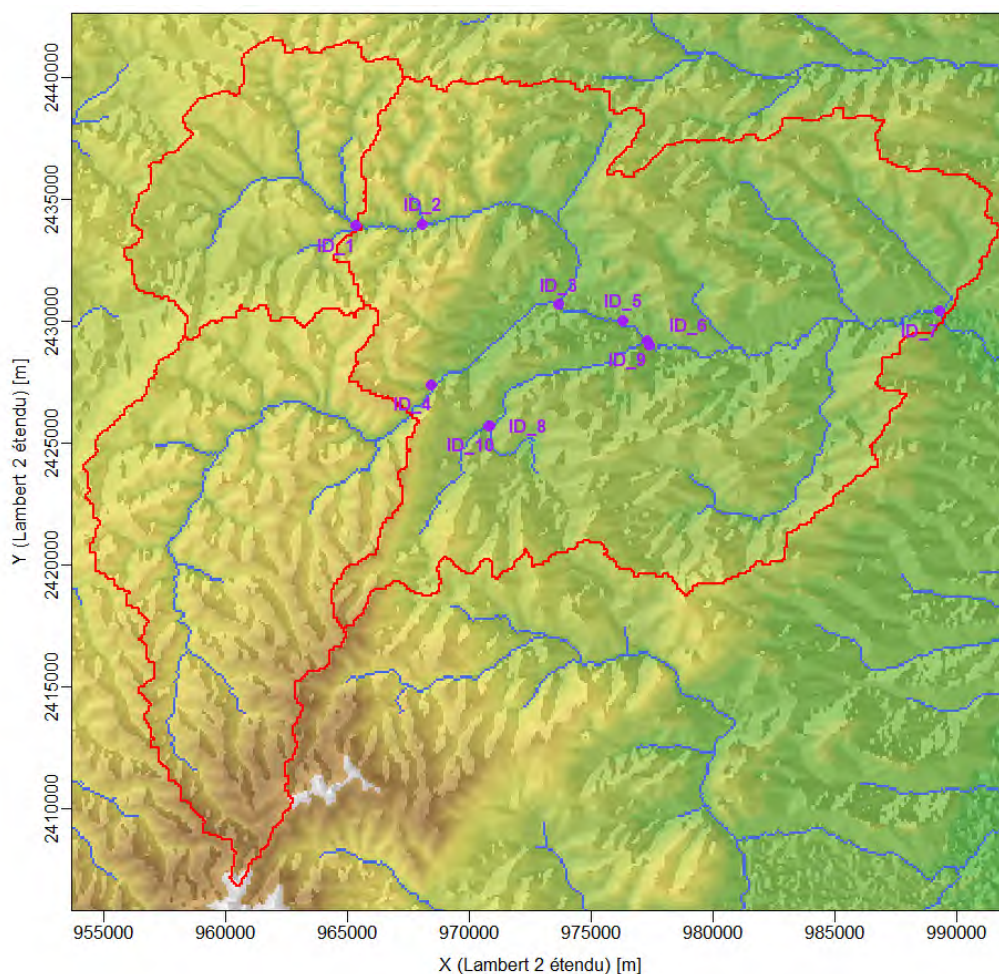 2440000
2435000
2430000
2425000
2420000
2415000
2410000
Y (Lambert 2 étendu) [m]
ID_2
ID_1
ID_3
ID_5
ID_6
ID_7
ID_9
ID_4
ID_8
ID_10
955000 960000 965000 970000 975000 980000 985000 990000
X (Lambert 2 étendu) [m]